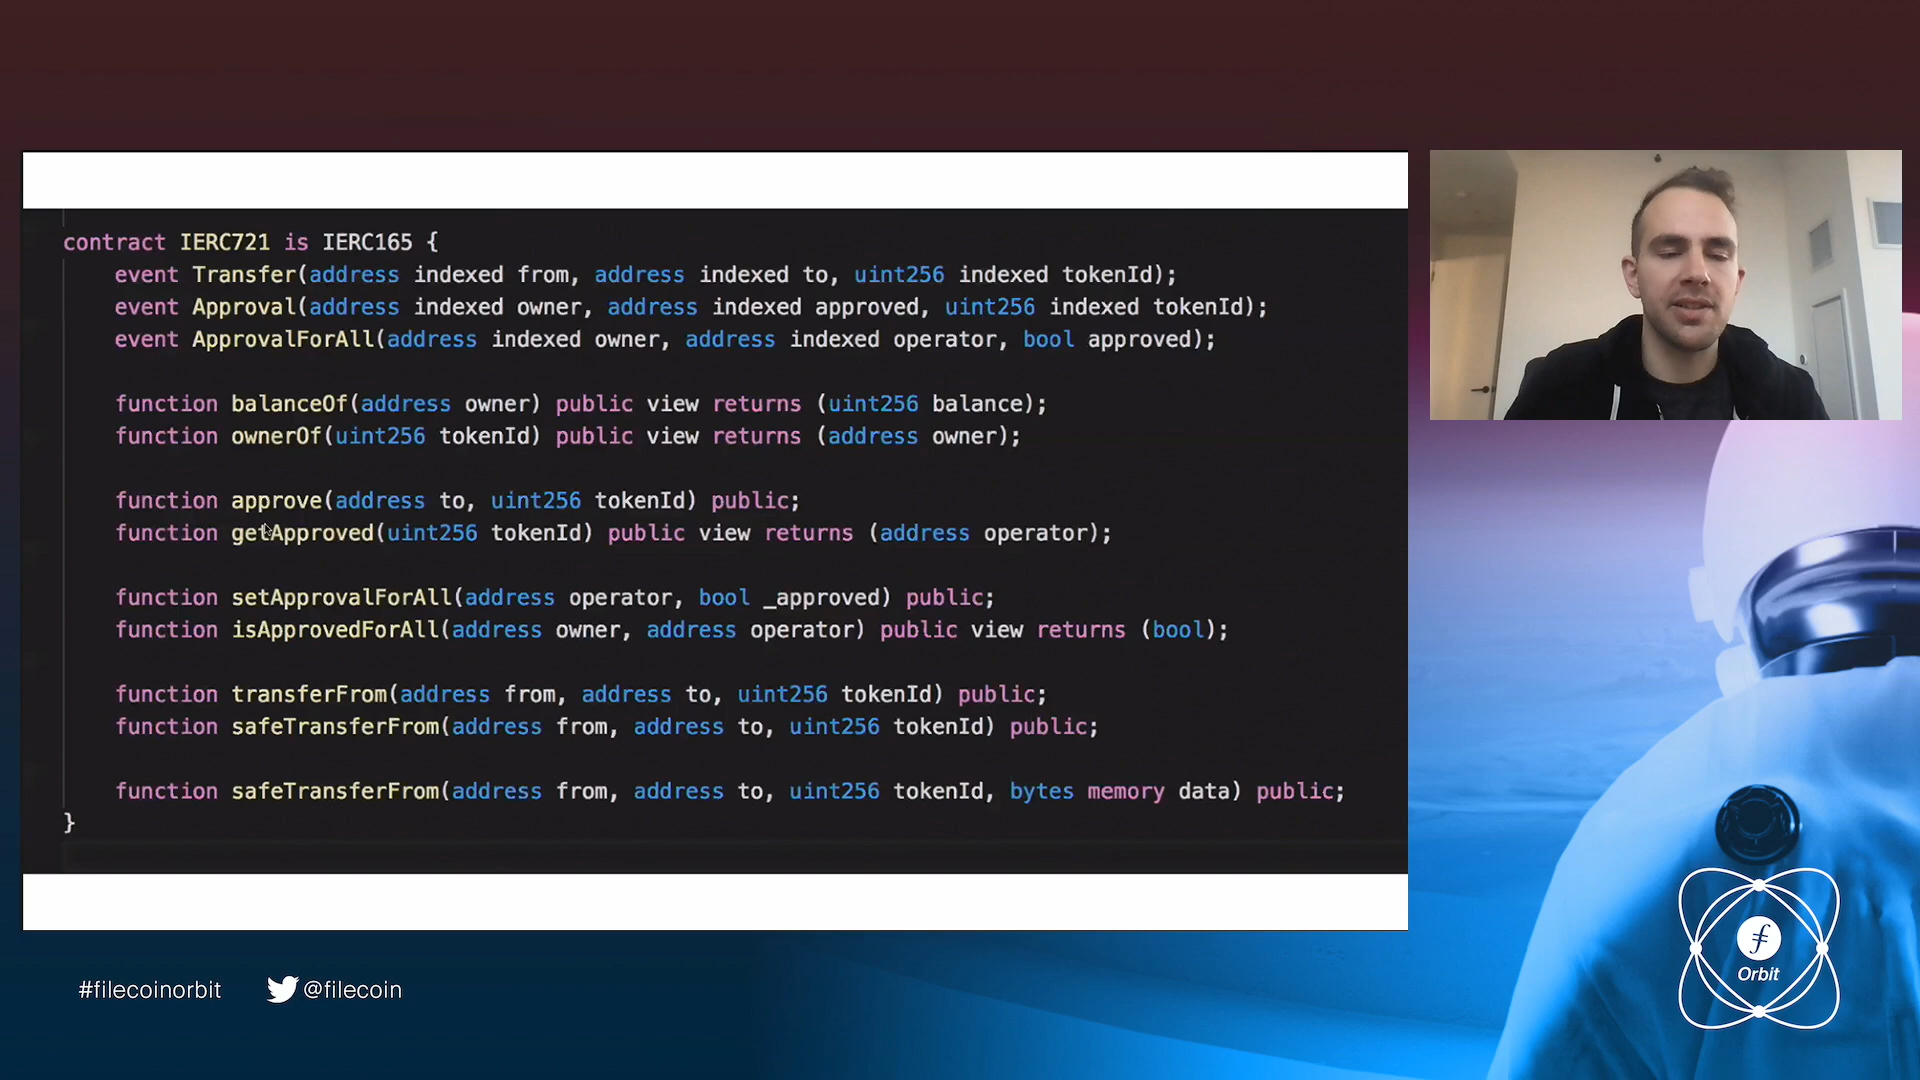 contract IERC721 is IERC165 {
event Transfer(address indexed from, address indexed to, uint256 indexed tokenId);
event Approval(address indexed owner, address indexed approved, uint256 indexed tokenId);
event ApprovalForAll(address indexed owner, address indexed operator, bool approved);
function balanceOf(address owner) public view returns (uint256 balance);
function ownerOf(uint256 tokenId) public view returns (address owner);
function approve(address to, uint256 tokenId) public;
function getApproved(uint256 tokenId) public view returns (address operator);
function setApprovalForAll(address operator, bool _approved) public;
function isApprovedForAll(address owner, address operator) public view returns (bool);
function transferFrom(address from, address to, uint256 tokenId) public;
function safeTransferFrom(address from, address to, uint256 tokenId) public;
function safeTransferFrom(address from, address to, uint256 tokenId, bytes memory data) public;
}
#filecoinorbit @filecoin
Orbit